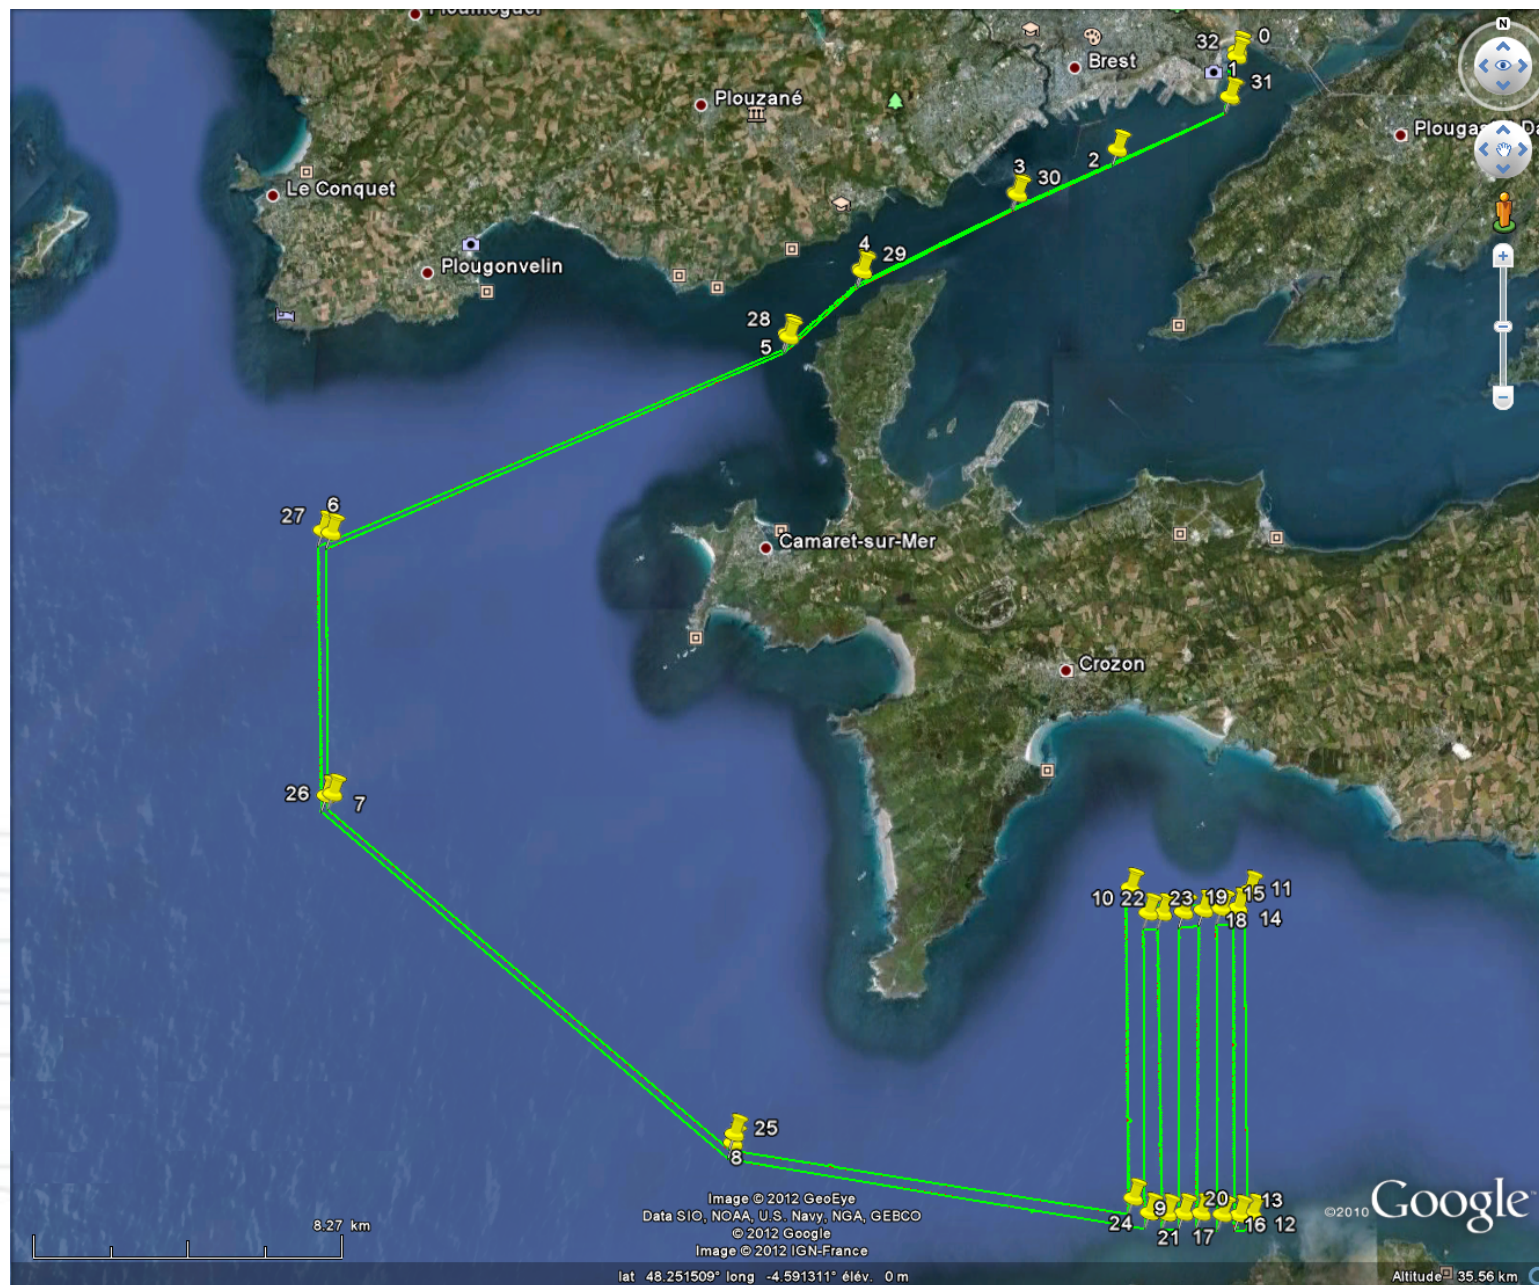 Ploumoguer
N
32
0
Brest
1
31
Plouzané
Plougas
Da
2
3
30
Le Conquet
4
29
Plougonvelin
28
5
27
6
Camaret-sur-Mer
Crozon
26
7
10 22 23 19 15 11
18 14
25
8
9 20 13
24 21 17 16 12
8.27 km
Image © 2012 GeoEye
Data SIO, NOAA, U.S. Navy, NGA, GEBCO
© 2012 Google
Image © 2012 IGN-France
©2010 Google
lat 48.251509° long -4.591311° élév. 0 m
Altitude 35.56 km